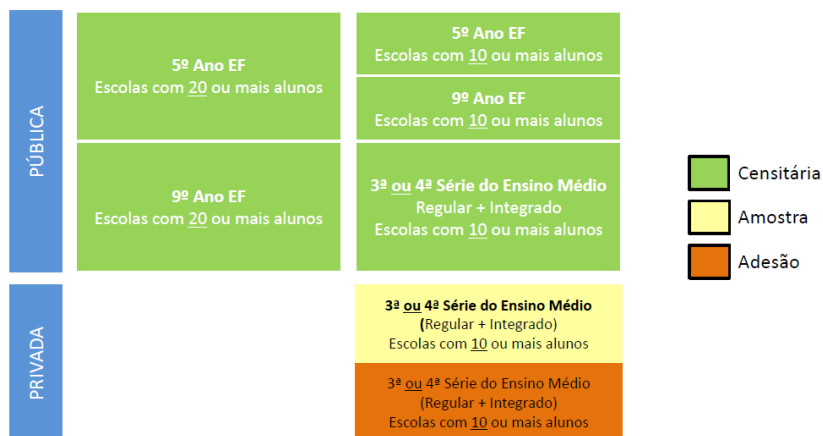 PÚBLICA
5º Ano EF
Escolas com 20 ou mais alunos
9º Ano EF
Escolas com 20 ou mais alunos
5º Ano EF
Escolas com 10 ou mais alunos
9º Ano EF
Escolas com 10 ou mais alunos
3ª ou 4ª Série do Ensino Médio
Regular + Integrado
Escolas com 10 ou mais alunos
PRIVADA
3ª ou 4ª Série do Ensino Médio
(Regular + Integrado)
Escolas com 10 ou mais alunos
3ª ou 4ª Série do Ensino Médio
(Regular + Integrado)
Escolas com 10 ou mais alunos
Censitária
Amostra
Adesão